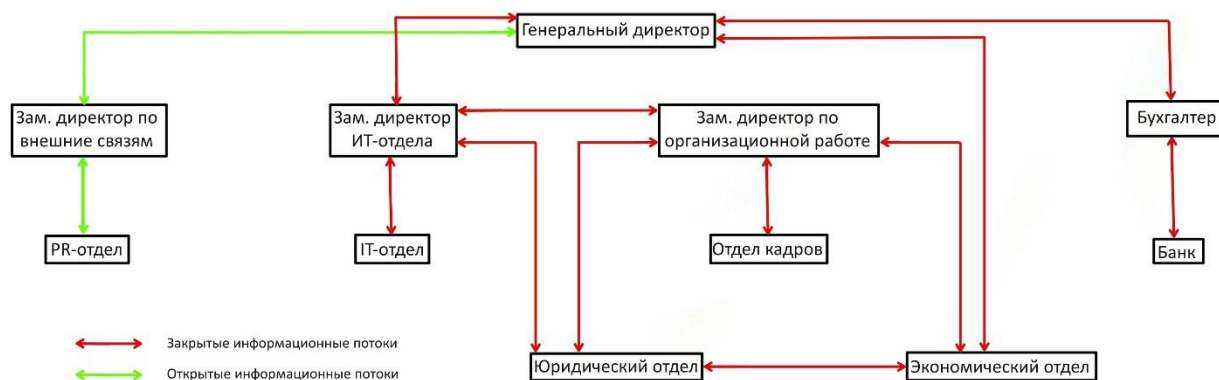 Генеральный директор
Зам. директор по
внешние связям
Зам. директор
ИТ-отдела
Зам. директор по
организационной работе
Бухгалтер
PR-отдел
IT-отдел
Отдел кадров
Банк
Закрытые информационные потоки
Открытые информационные потоки
Юридический отдел
Экономический отдел